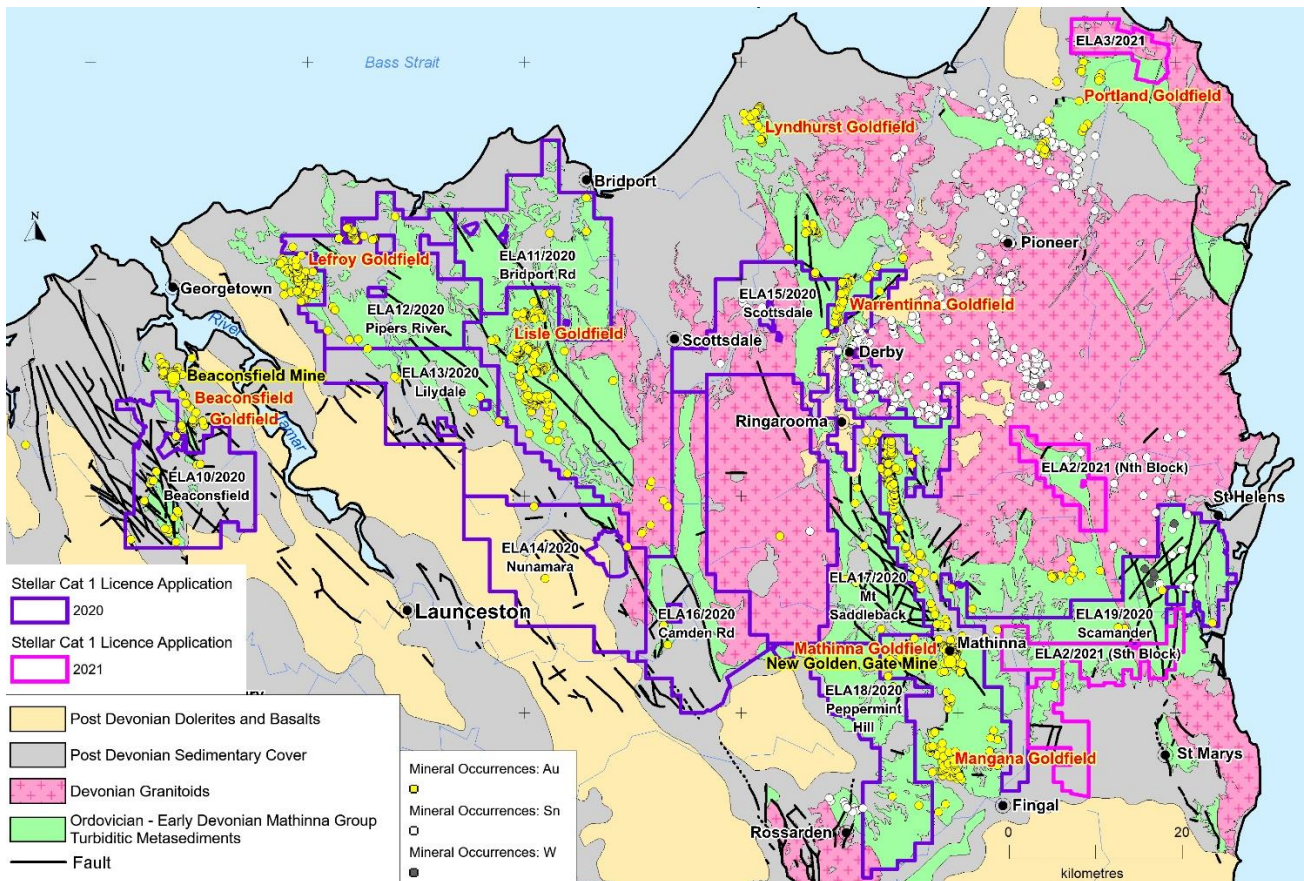 Bass Strait
ELA3/2021
Portland Goldfield
Lyndhurst Goldfield
Bridport
N
Pioneer
Lefroy Goldfield
ELA11/2020
Bridport Rd
Georgetown
River
ELA12/2020
Pipers River
ELA15/2020
Scottsdale
Warrentinna Goldfield
Lisle Goldfield
Scottsdale
Derby
Beaconsfield Mine
Beaconsfield
Goldfield
Tamar
ELA13/2020
Lilydale
Ringarooma
ELA10/2020
Beaconsfield
ELA2/2021 (Nth Block)
St Helens
ELA14/2020
Nunamara
Launceston
ELA16/2020
Camden Rd
ELA17/2020
Mt
Saddleback
ELA19/2020
Scamander
Mathinna Goldfield
Mathinna
New Golden Gate Mine
ELA2/2021 (Sth Block)
ELA18/2020
Peppermint
Hill
Mangana Goldfield
St Marys
Fingal
Rossarden
0 20
kilometres
Stellar Cat 1 Licence Application
2020
Stellar Cat 1 Licence Application
2021
Post Devonian Dolerites and Basalts
Post Devonian Sedimentary Cover
Devonian Granitoids
Ordovician - Early Devonian Mathinna Group
Turbiditic Metasediments
Fault
Mineral Occurrences: Au
Mineral Occurrences: Sn
Mineral Occurrences: W